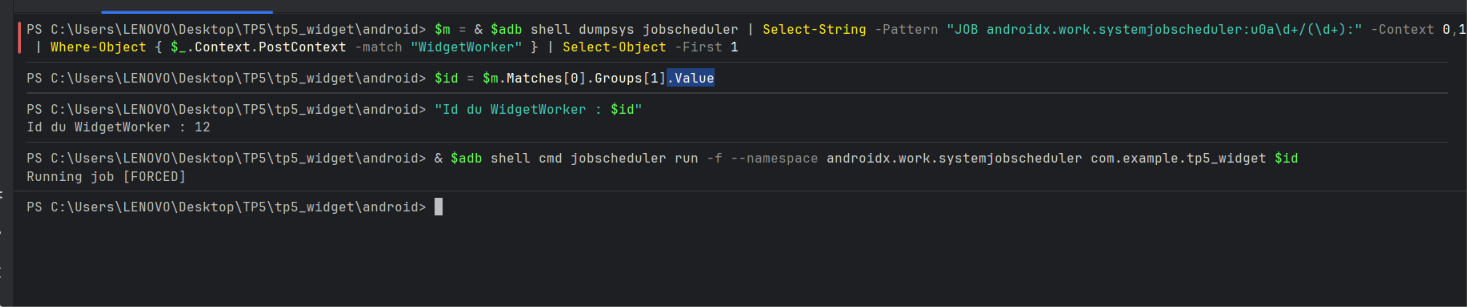 PS C:\Users\LENOVO\Desktop\TP5\tp5_widget\android> $m = & $adb shell dumpsys jobscheduler | Select-String -Pattern "JOB androidx.work.systemjobscheduler:u0a\d+/(\d+):" -Context 0,1
| Where-Object { $_.Context.PostContext -match "WidgetWorker" } | Select-Object -First 1
PS C:\Users\LENOVO\Desktop\TP5\tp5_widget\android> $id = $m.Matches[0].Groups[1].Value
PS C:\Users\LENOVO\Desktop\TP5\tp5_widget\android> "Id du WidgetWorker : $id"
Id du WidgetWorker : 12
PS C:\Users\LENOVO\Desktop\TP5\tp5_widget\android> & $adb shell cmd jobscheduler run -f --namespace androidx.work.systemjobscheduler com.example.tp5_widget $id
Running job [FORCED]
PS C:\Users\LENOVO\Desktop\TP5\tp5_widget\android>